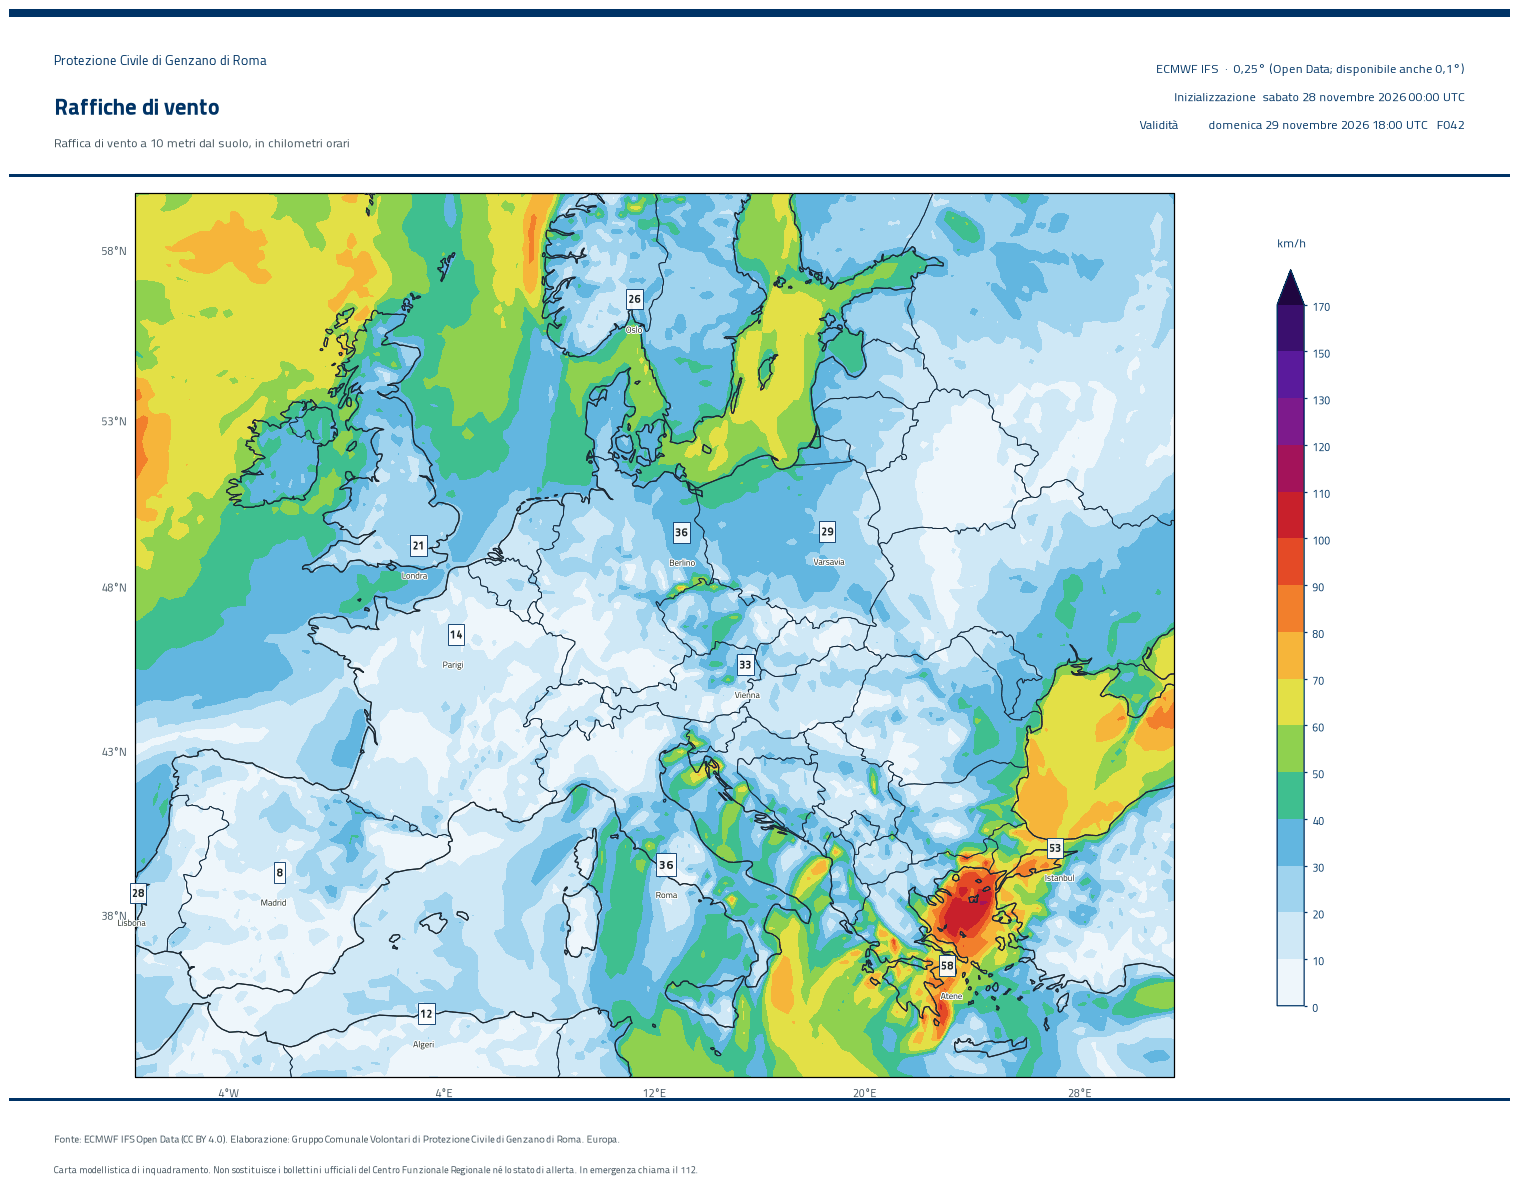 Protezione Civile di Genzano di Roma
Raffiche di vento
Raffica di vento a 10 metri dal suolo, in chilometri orari
ECMWF IFS · 0,25° (Open Data; disponibile anche 0,1°)
Inizializzazione sabato 28 novembre 2026 00:00 UTC
Validità domenica 29 novembre 2026 18:00 UTC F042
km/h
170
150
130
120
110
100
90
80
70
60
50
40
30
20
10
0
58°N
53°N
48°N
43°N
38°N
4°W
4°E
12°E
20°E
28°E
26
Oslo
21
Londra
36
Berlino
29
Varsavia
14
Parigi
33
Vienna
8
Madrid
28
Lisbona
36
Roma
53
Istanbul
58
Atene
12
Algeri
Fonte: ECMWF IFS Open Data (CC BY 4.0). Elaborazione: Gruppo Comunale Volontari di Protezione Civile di Genzano di Roma. Europa.
Carta modellistica di inquadramento. Non sostituisce i bollettini ufficiali del Centro Funzionale Regionale né lo stato di allerta. In emergenza chiama il 112.